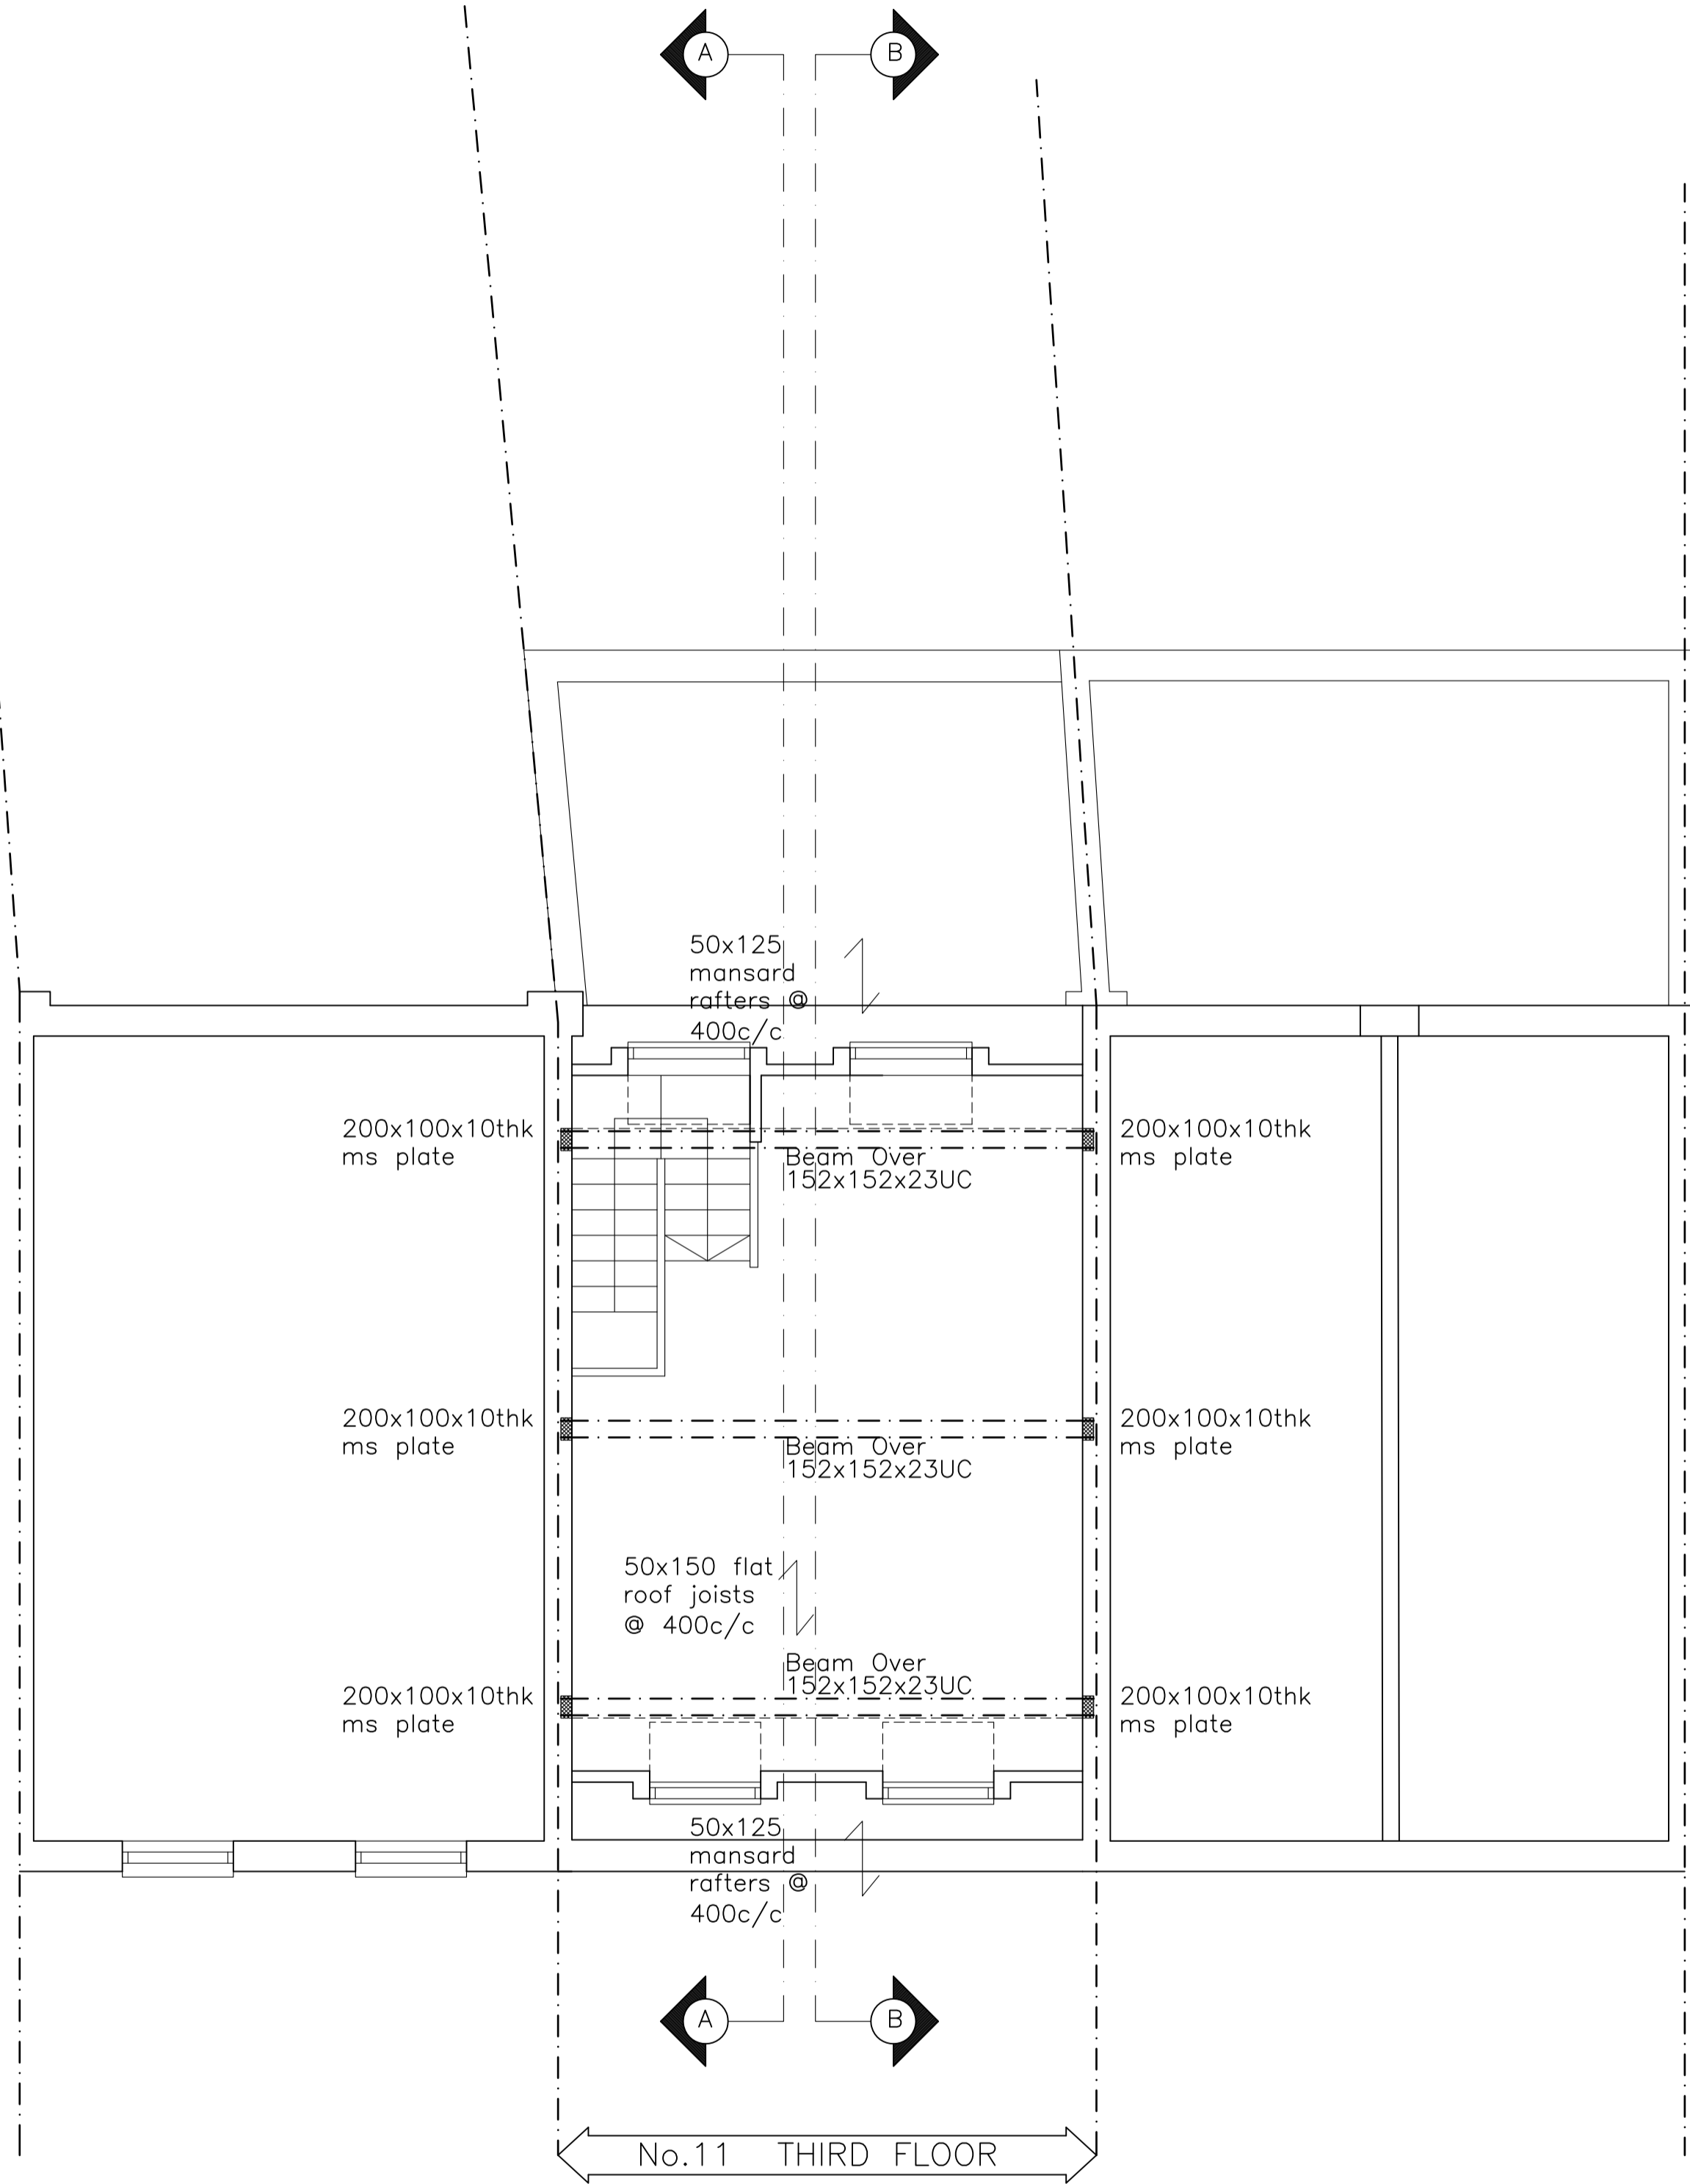 A
B
50x125
mansard
rafters @
400c/c
200x100x10thk
ms plate
200x100x10thk
ms plate
Beam Over
152x152x23UC
200x100x10thk
ms plate
200x100x10thk
ms plate
Beam Over
152x152x23UC
50x150 flat
roof joists
@ 400c/c
Beam Over
152x152x23UC
200x100x10thk
ms plate
200x100x10thk
ms plate
50x125
mansard
rafters @
400c/c
A
B
No.11 THIRD FLOOR